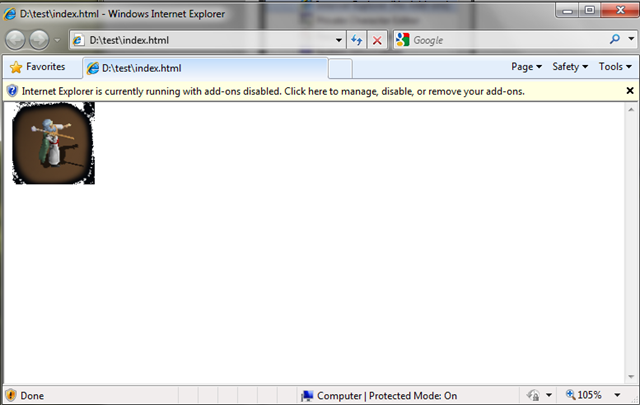 D:\test\index.html - Windows Internet Explorer
D:\test\index.html
Google
Favorites
D:\test\index.html
Page
Safety
Tools
Internet Explorer is currently running with add-ons disabled. Click here to manage, disable, or remove your add-ons.
Done
Computer | Protected Mode: On
105%